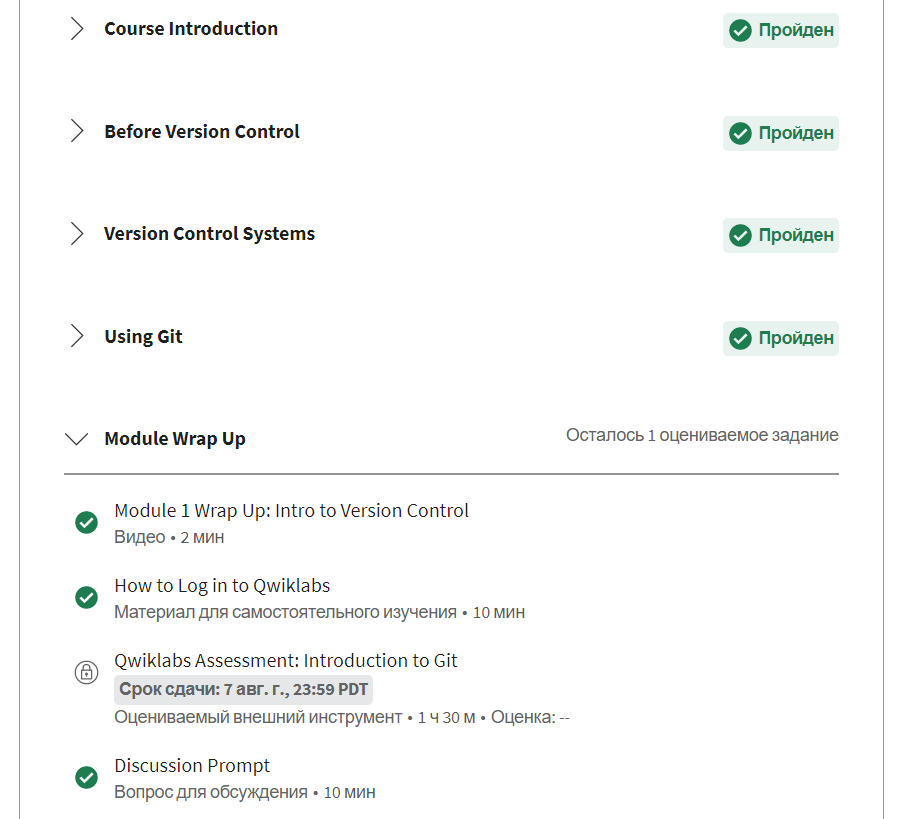 Course Introduction
Пройден
Before Version Control
Пройден
Version Control Systems
Пройден
Using Git
Пройден
Module Wrap Up
Осталось 1 оцениваемое задание
Module 1 Wrap Up: Intro to Version Control
Видео • 2 мин
How to Log in to Qwiklabs
Материал для самостоятельного изучения • 10 мин
Qwiklabs Assessment: Introduction to Git
Срок сдачи: 7 авг. г., 23:59 PDT
Оцениваемый внешний инструмент • 1 ч 30 м • Оценка: --
Discussion Prompt
Вопрос для обсуждения • 10 мин